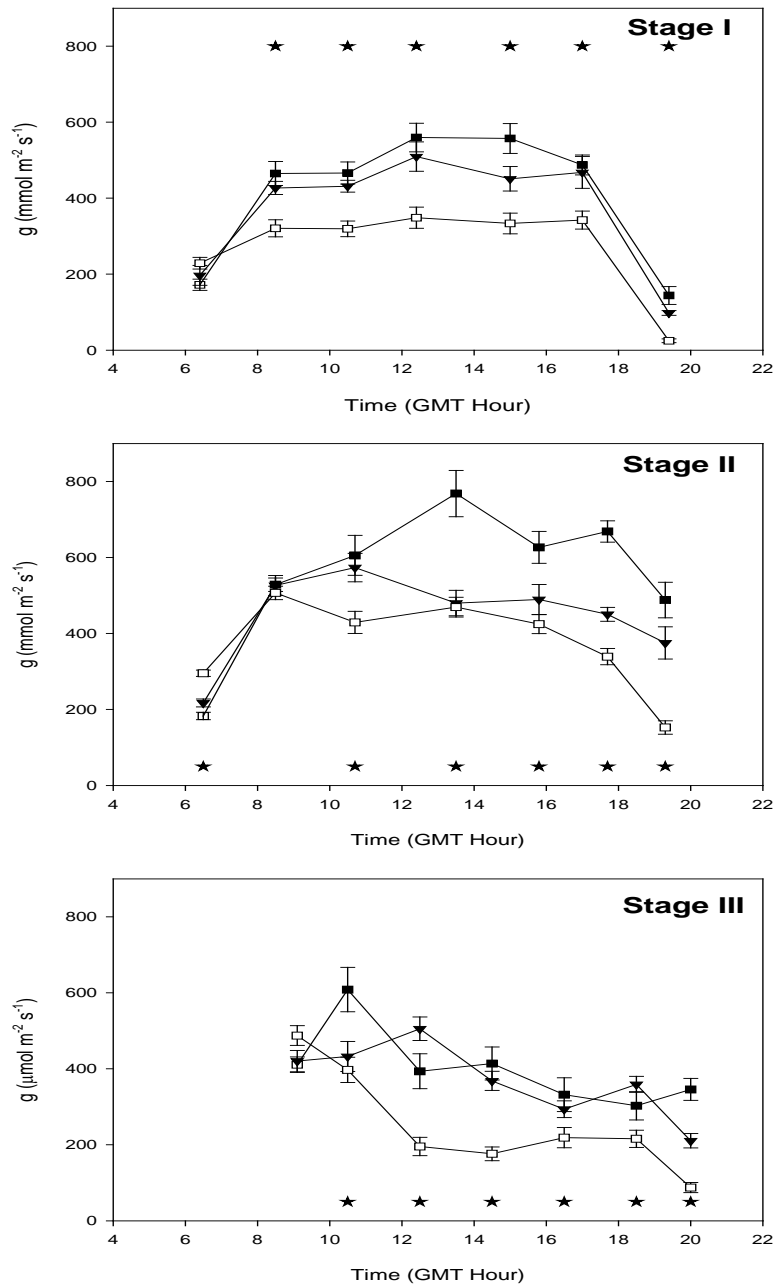 Stage I
800
600
400
200
0
g (mmol m-2 s-1)
4 6 8 10 12 14 16 18 20 22
Time (GMT Hour)
Stage II
800
600
400
200
0
g (mmol m-2 s-1)
4 6 8 10 12 14 16 18 20 22
Time (GMT Hour)
Stage III
800
600
400
200
0
g (μmol m-2 s-1)
4 6 8 10 12 14 16 18 20 22
Time (GMT Hour)